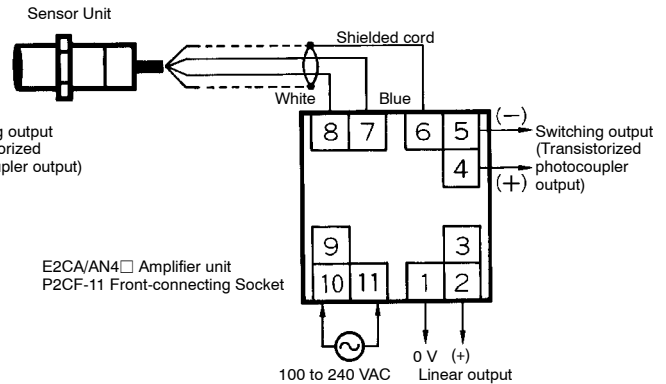 Sensor Unit
Shielded cord
White
Blue
8 7 6 5
(−)
Switching output
(Transistorized
photocoupler
output)
4
(+)
g output
orized
pler output)
9
3
E2CA/AN4□ Amplifier unit
P2CF-11 Front-connecting Socket
10 11 1 2
0 V (+)
100 to 240 VAC
Linear output